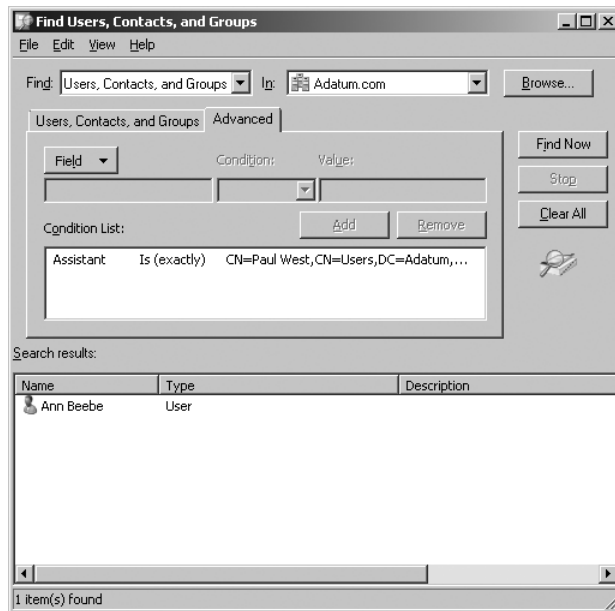 Find Users, Contacts, and Groups
File Edit View Help
Find: Users, Contacts, and Groups In: Adatum.com Browse...
Users, Contacts, and Groups Advanced
Find Now
Field Condition: Value:
Stop
Clear All
Condition List: Add Remove
Assistant Is (exactly) CN=Paul West,CN=Users,DC=Adatum,...
Search results:
Name Type Description
Ann Beebe User
1 item(s) found